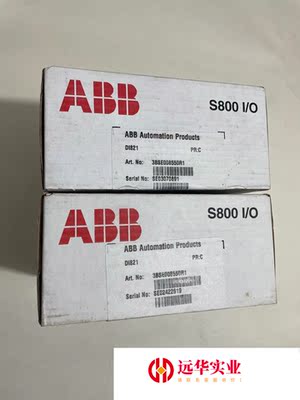 ABB
S800 I/O
ABB Automation Products
DI821
PR:C
Art. No:
3BSE008550R1
Serial No:
ABB
S800 I/O
ABB Automation Products
DI821
PR:C
Art. No:
3BSE008550R1
Serial No:
远华实业